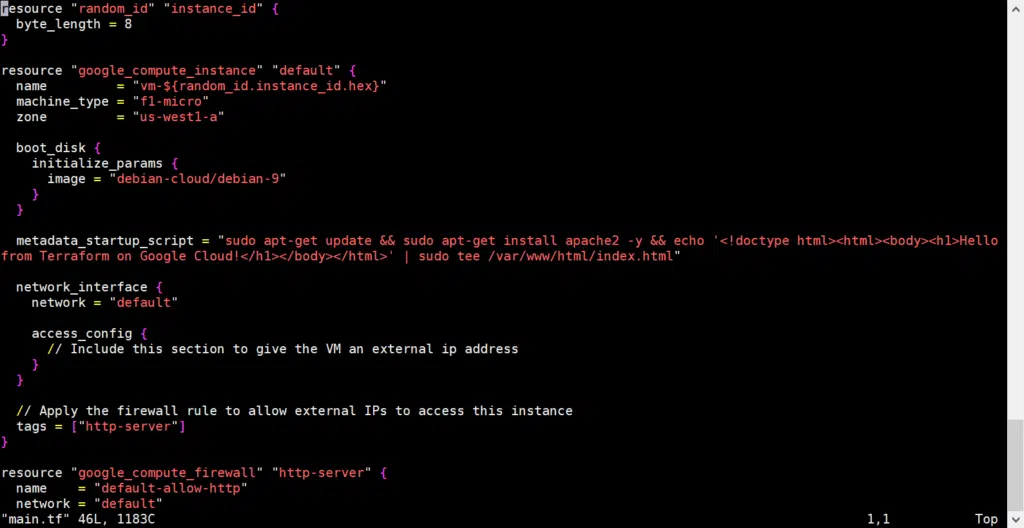 resource "random_id" "instance_id" {
  byte_length = 8
}

resource "google_compute_instance" "default" {
  name         = "vm-${random_id.instance_id.hex}"
  machine_type = "f1-micro"
  zone         = "us-west1-a"

  boot_disk {
    initialize_params {
      image = "debian-cloud/debian-9"
    }
  }

  metadata_startup_script = "sudo apt-get update && sudo apt-get install apache2 -y && echo '<!doctype html><html><body><h1>Hello
from Terraform on Google Cloud!</h1></body></html>' | sudo tee /var/www/html/index.html"

  network_interface {
    network = "default"

    access_config {
      // Include this section to give the VM an external ip address
    }
  }

  // Apply the firewall rule to allow external IPs to access this instance
  tags = ["http-server"]
}

resource "google_compute_firewall" "http-server" {
  name    = "default-allow-http"
  network = "default"
"main.tf" 46L, 1183C 1,1 Top